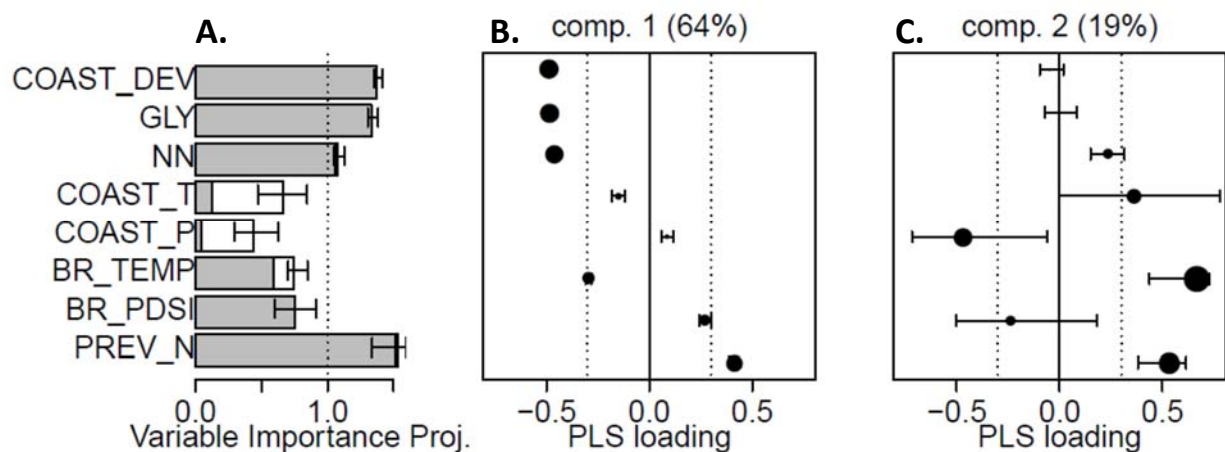 A.
B.
comp. 1 (64%)
C.
comp. 2 (19%)
COAST_DEV
GLY
NN
COAST_T
COAST_P
BR_TEMP
BR_PDSI
PREV_N
0.0 1.0
Variable Importance Proj.
−0.5 0.0 0.5
PLS loading
−0.5 0.0 0.5
PLS loading